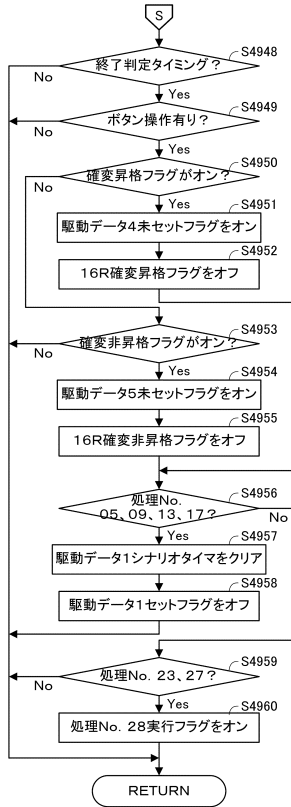 S
S4948
終了判定タイミング？
No
Yes
S4949
ボタン操作有り？
Yes
S4950
No
確変昇格フラグがオン？
Yes
S4951
駆動データ4未セットフラグをオン
S4952
16R確変昇格フラグをオフ
S4953
確変非昇格フラグがオン？
No
Yes
S4954
駆動データ5未セットフラグをオン
S4955
16R確変非昇格フラグをオフ
S4956
処理No.
05、09、13、17？
No
Yes
S4957
駆動データ1シナリオタイマをクリア
S4958
駆動データ1セットフラグをオフ
S4959
処理No. 23、27？
No
Yes
S4960
処理No. 28実行フラグをオン
RETURN